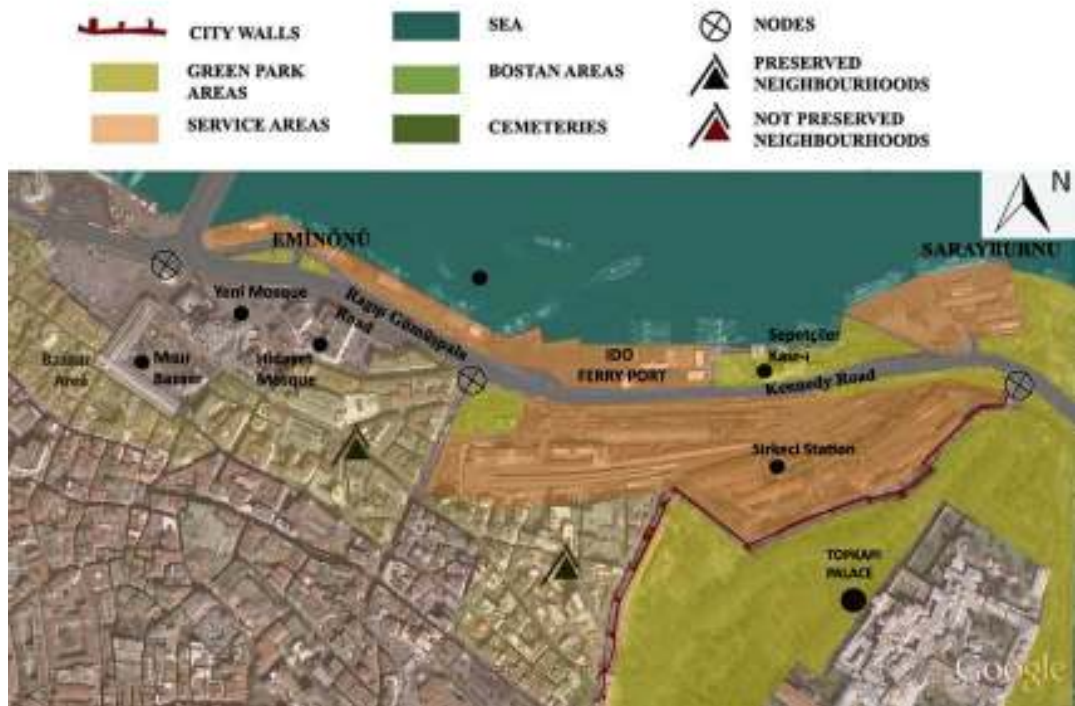 CITY WALLS
SEA
NODES
GREEN PARK
AREAS
BOSTAN AREAS
PRESERVED
NEIGHBOURHOODS
SERVICE AREAS
CEMETERIES
NOT PRESERVED
NEIGHBOURHOODS
N
EMİNÖNÜ
SARAYBURNU
Yeni Mosque
Ragıp Gümüşpala
Road
Mısır
Bazaar
Bazaar
Area
Hidayet
Mosque
IDO
FERRY PORT
Sepetçiler
Kasr-ı
Kennedy Road
Sirkeci Station
TOPKAPI
PALACE
Google